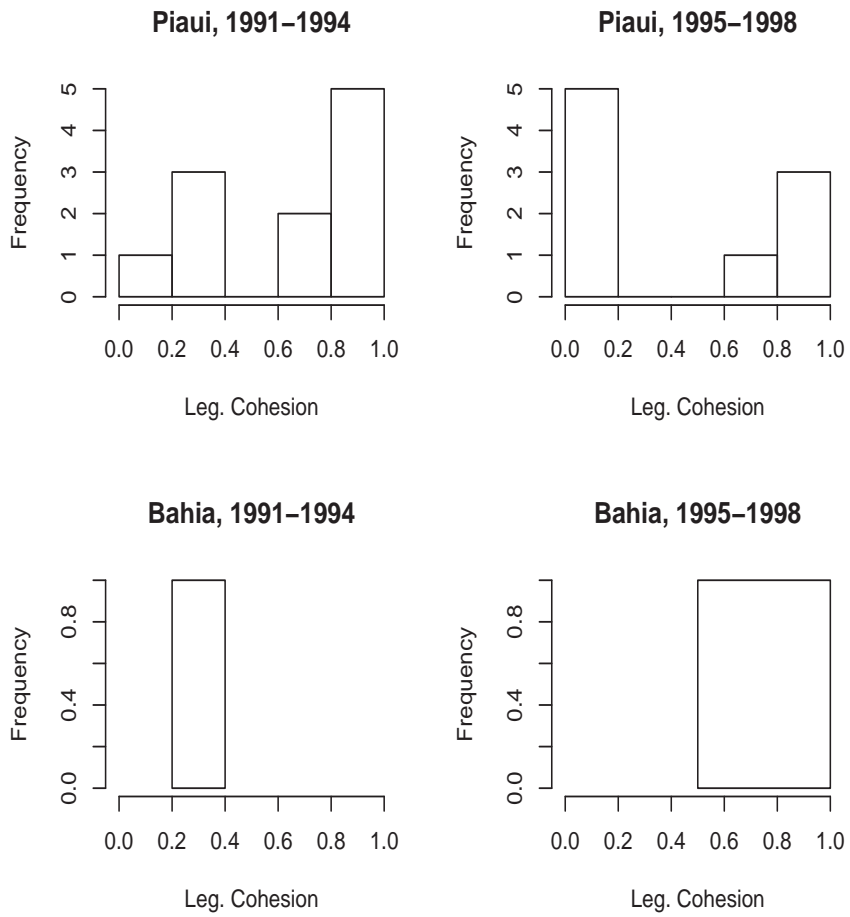 Piaui, 1991−1994
Frequency
0 1 2 3 4 5
0.0 0.2 0.4 0.6 0.8 1.0
Leg. Cohesion
Piaui, 1995−1998
Frequency
0 1 2 3 4 5
0.0 0.2 0.4 0.6 0.8 1.0
Leg. Cohesion
Bahia, 1991−1994
Frequency
0.0 0.4 0.8
0.0 0.2 0.4 0.6 0.8 1.0
Leg. Cohesion
Bahia, 1995−1998
Frequency
0.0 0.4 0.8
0.0 0.2 0.4 0.6 0.8 1.0
Leg. Cohesion